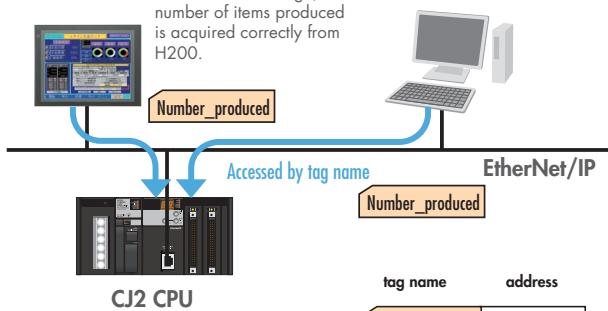 number of items produced
is acquired correctly from
H200.
Number_produced
Accessed by tag name
EtherNet/IP
Number_produced
CJ2 CPU
tag name address